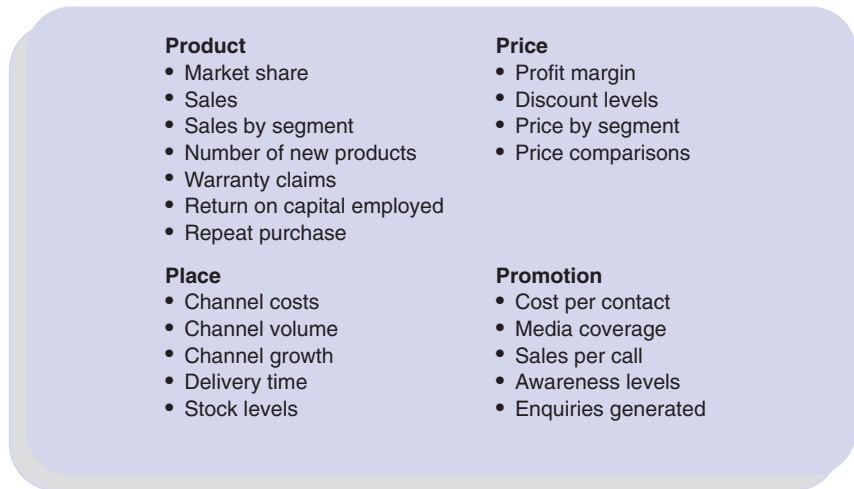 Product
• Market share
• Sales
• Sales by segment
• Number of new products
• Warranty claims
• Return on capital employed
• Repeat purchase
Price
• Profit margin
• Discount levels
• Price by segment
• Price comparisons
Place
• Channel costs
• Channel volume
• Channel growth
• Delivery time
• Stock levels
Promotion
• Cost per contact
• Media coverage
• Sales per call
• Awareness levels
• Enquiries generated